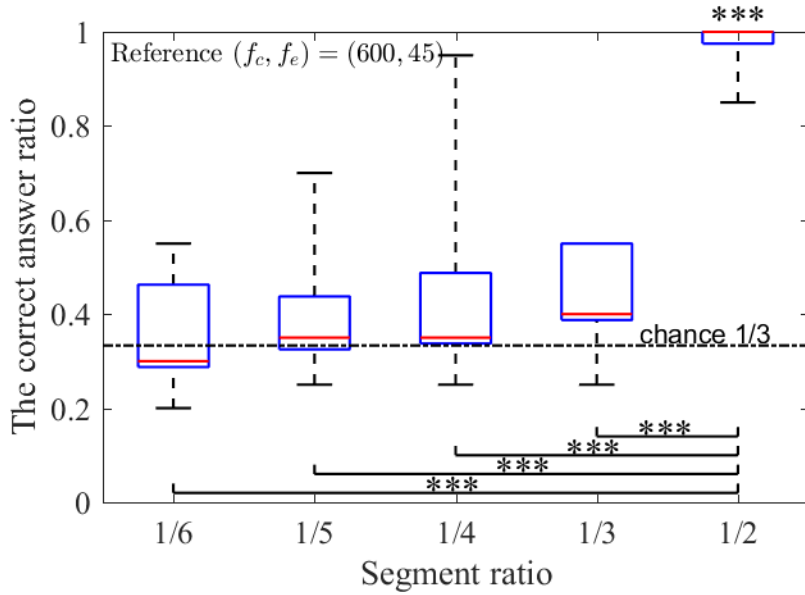 ***
1
Reference (f_c, f_e) = (600, 45)
0.8
0.6
0.4
chance 1/3
0.2
***
***
***
***
0
1/6 1/5 1/4 1/3 1/2
Segment ratio
The correct answer ratio